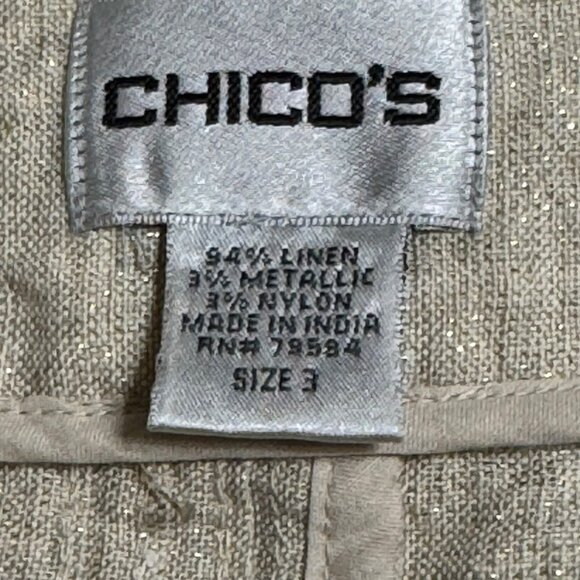 CHICO'S
94% LINEN
3% METALLIC
3% NYLON
MADE IN INDIA
RN# 79594
SIZE 3